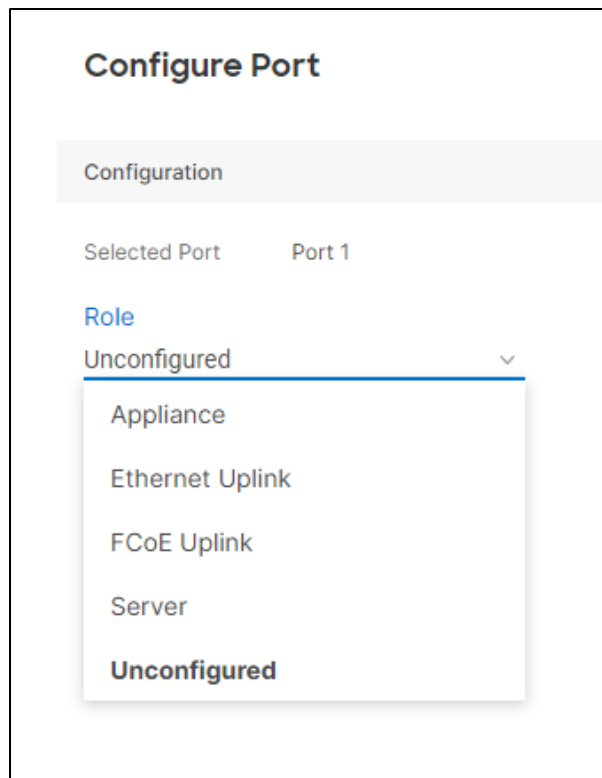 Configure Port
Configuration
Selected Port Port 1
Role
Unconfigured
Appliance
Ethernet Uplink
FCoE Uplink
Server
Unconfigured